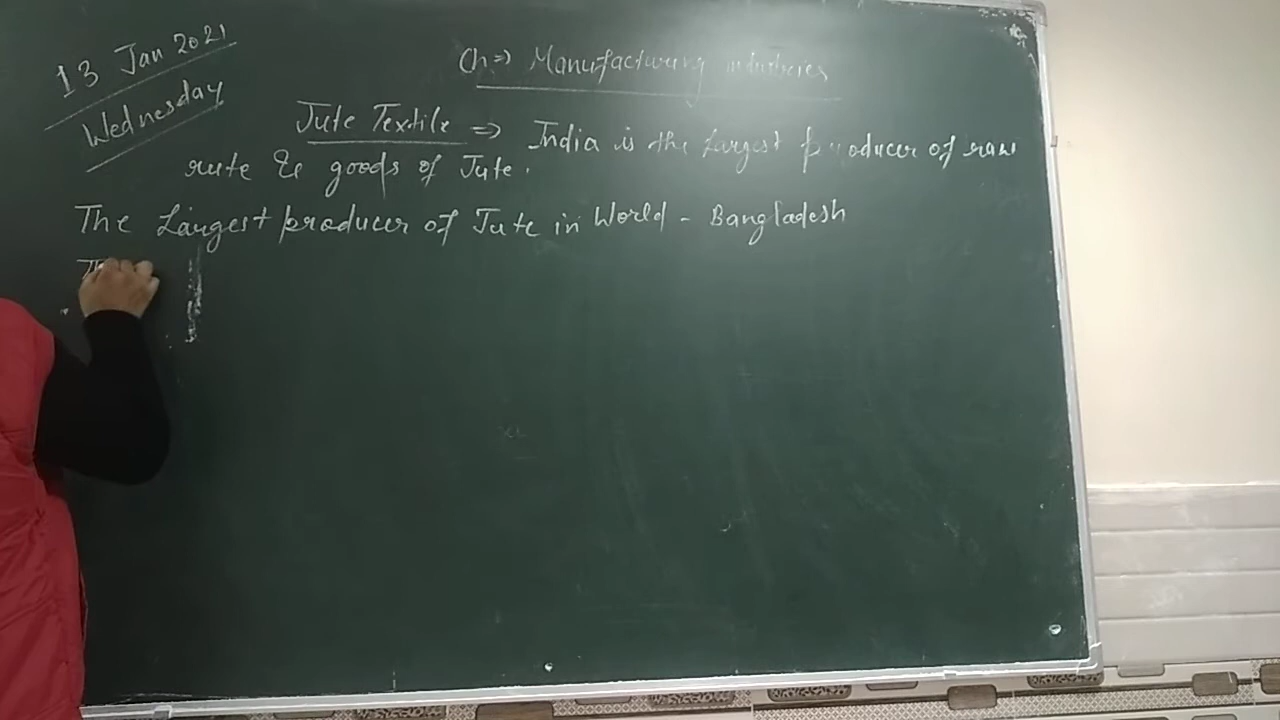 13 Jan 2021
Wednesday
Ch⇒ Manufacturing industries
Jute Textile ⇒ India is the largest producer of raw
rute & goods of Jute.
The Largest producer of Jute in World - Bangladesh